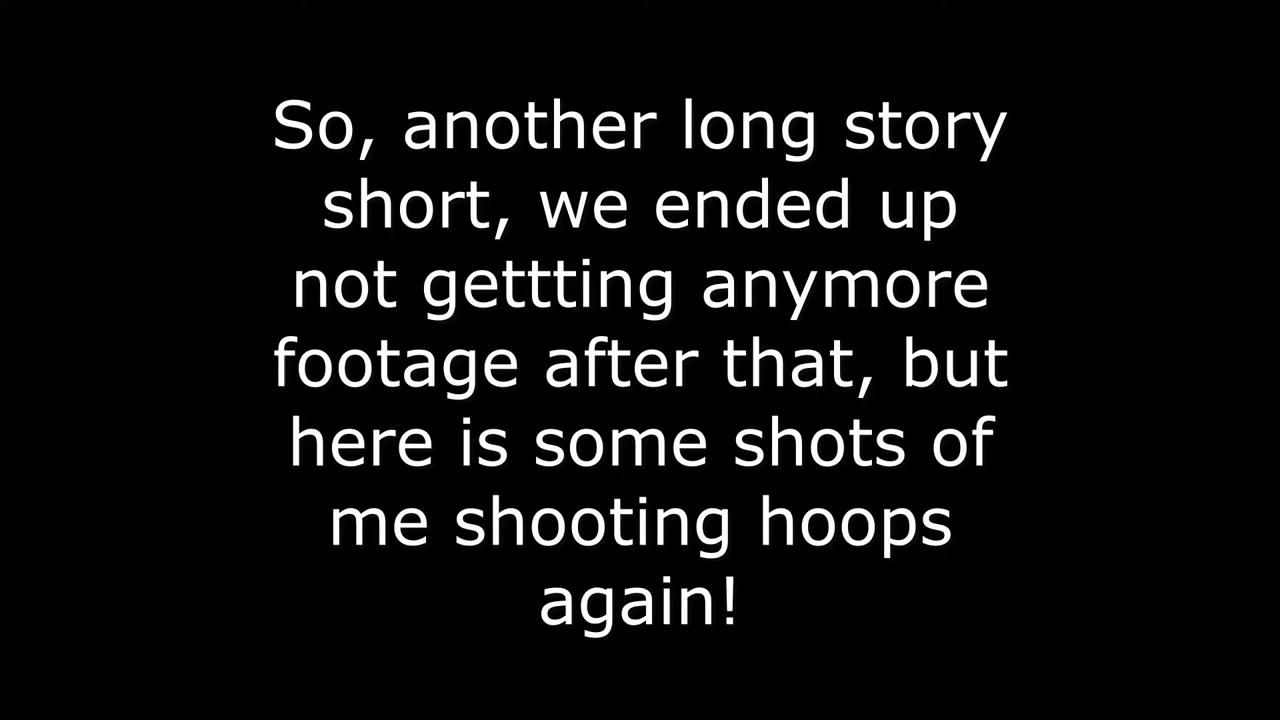 So, another long story
short, we ended up
not gettting anymore
footage after that, but
here is some shots of
me shooting hoops
again!